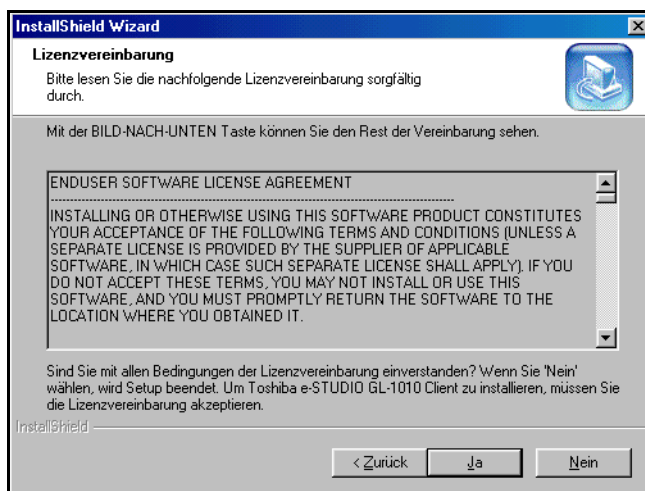 InstallShield Wizard
Lizenzvereinbarung
Bitte lesen Sie die nachfolgende Lizenzvereinbarung sorgfältig
durch.
Mit der BILD-NACH-UNTEN Taste können Sie den Rest der Vereinbarung sehen.
ENDUSER SOFTWARE LICENSE AGREEMENT
INSTALLING OR OTHERWISE USING THIS SOFTWARE PRODUCT CONSTITUTES
YOUR ACCEPTANCE OF THE FOLLOWING TERMS AND CONDITIONS (UNLESS A
SEPARATE LICENSE IS PROVIDED BY THE SUPPLIER OF APPLICABLE
SOFTWARE, IN WHICH CASE SUCH SEPARATE LICENSE SHALL APPLY). IF YOU
DO NOT ACCEPT THESE TERMS, YOU MAY NOT INSTALL OR USE THIS
SOFTWARE, AND YOU MUST PROMPTLY RETURN THE SOFTWARE TO THE
LOCATION WHERE YOU OBTAINED IT.
Sind Sie mit allen Bedingungen der Lizenzvereinbarung einverstanden? Wenn Sie 'Nein'
wählen, wird Setup beendet. Um Toshiba e-STUDIO GL-1010 Client zu installieren, müssen Sie
die Lizenzvereinbarung akzeptieren.
InstallShield
< Zurück Ja Nein